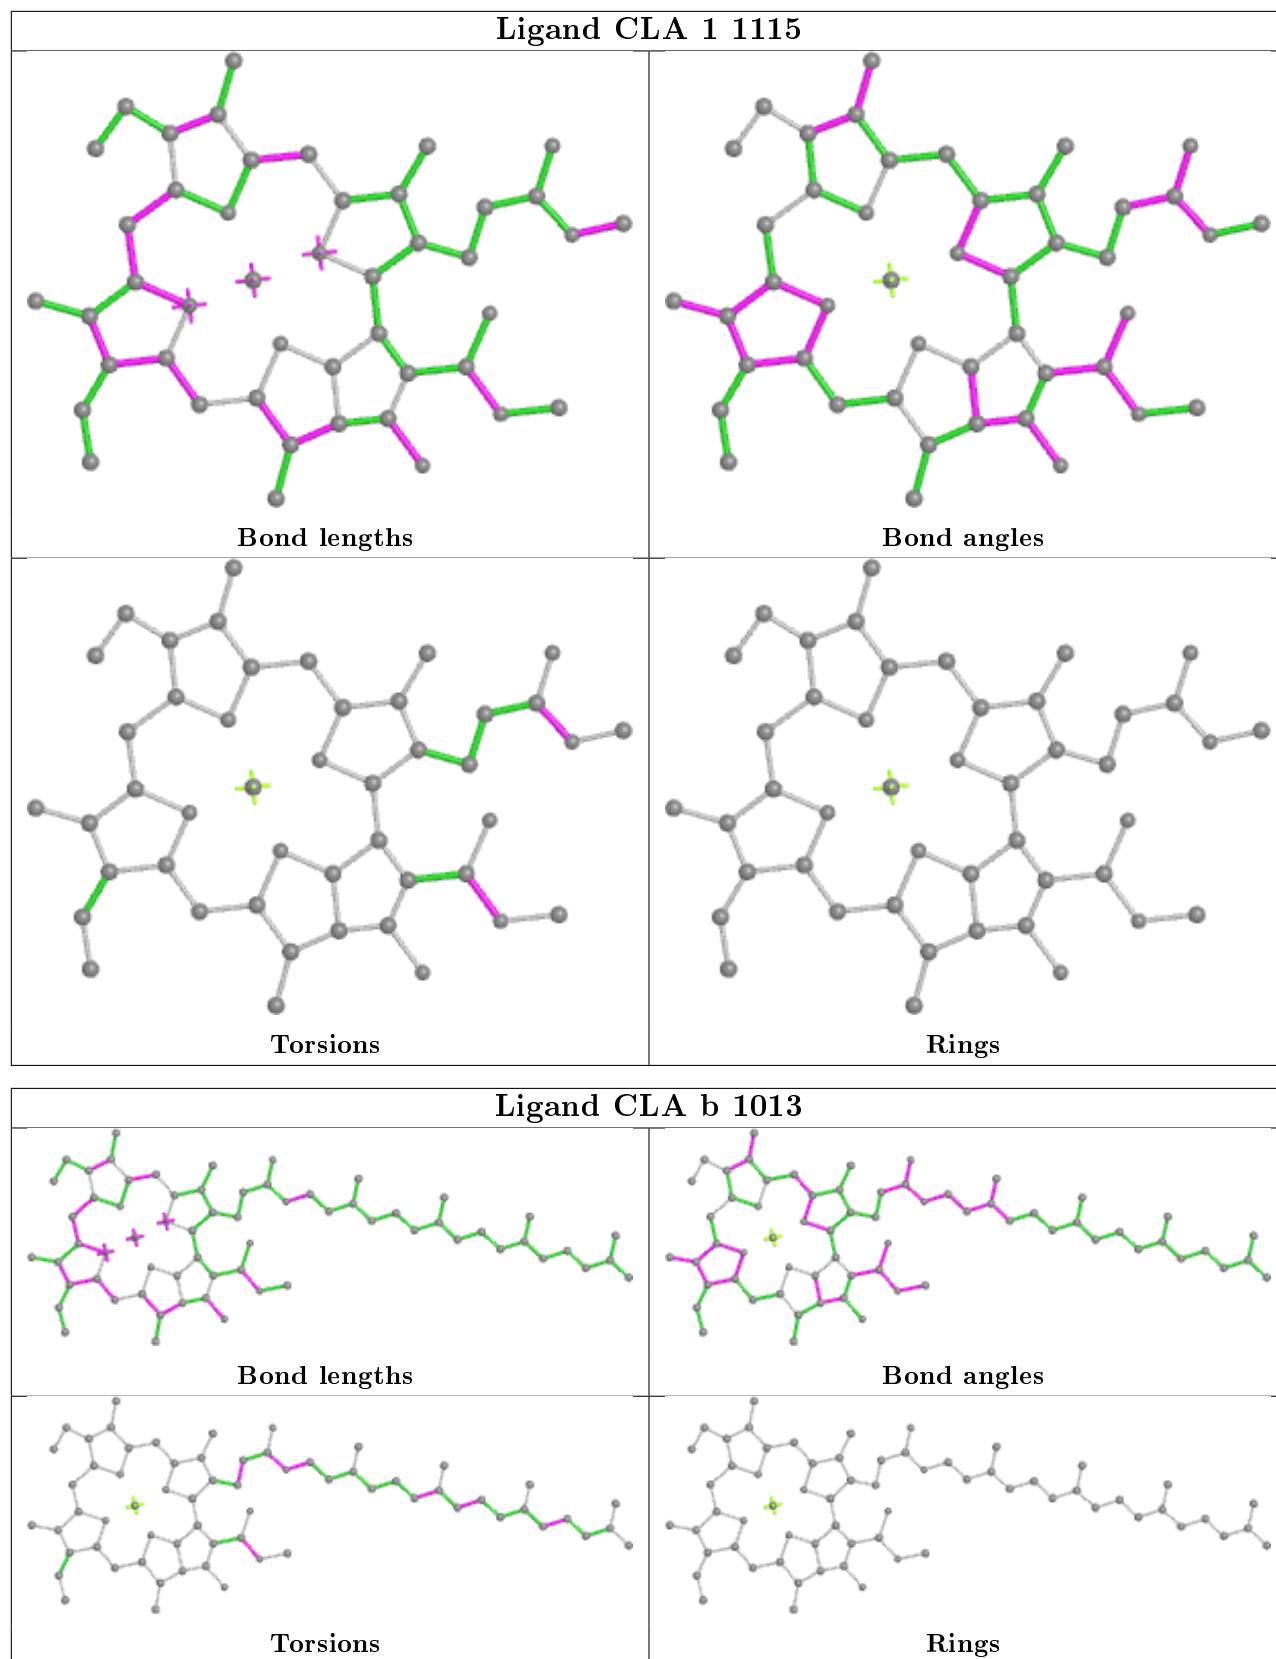 Ligand CLA 1 1115
Bond lengths
Bond angles
Torsions
Rings
Ligand CLA b 1013
Bond lengths
Bond angles
Torsions
Rings